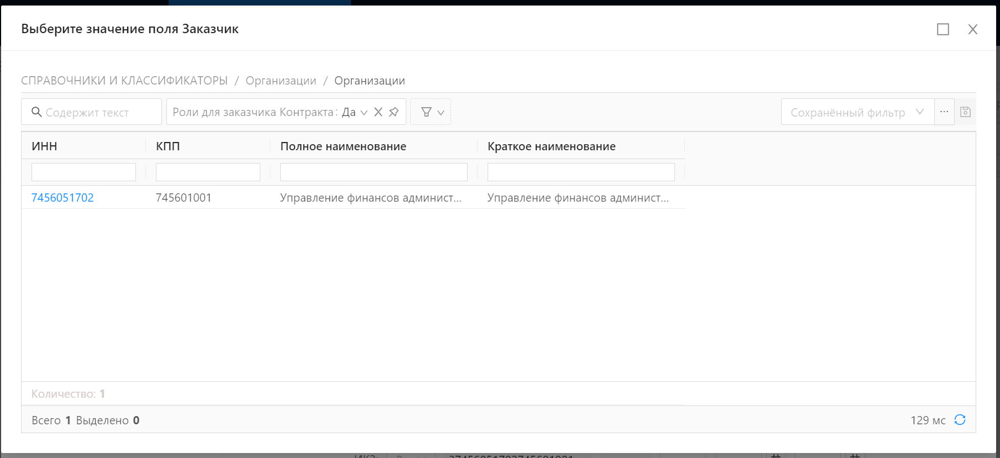 Выберите значение поля Заказчик
СПРАВОЧНИКИ И КЛАССИФИКАТОРЫ / Организации / Организации
Содержит текст Роли для заказчика Контракта: Да Сохранённый фильтр ...
ИНН КПП Полное наименование Краткое наименование
7456051702 745601001 Управление финансов админист... Управление финансов админист...
Количество: 1
Всего 1 Выделено 0 129 мс